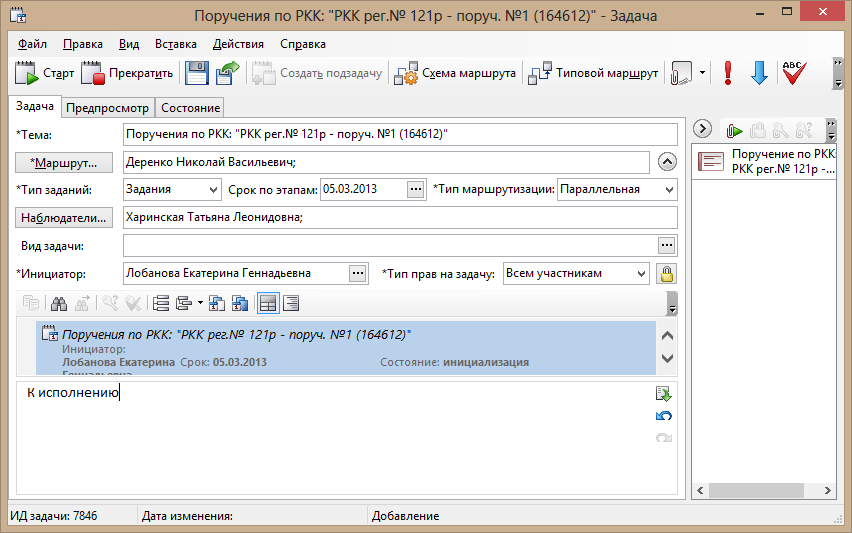 Поручения по РКК: "РКК рег.№ 121р - поруч. №1 (164612)" - Задача
Файл Правка Вид Вставка Действия Справка
Старт Прекратить Создать подзадачу Схема маршрута Типовой маршрут ABC
Задача Предпросмотр Состояние
*Тема: Поручения по РКК: "РКК рег.№ 121р - поруч. №1 (164612)"
*Маршрут... Деренко Николай Васильевич;
*Тип заданий: Задания Срок по этапам: 05.03.2013 ... *Тип маршрутизации: Параллельная
Наблюдатели... Харинская Татьяна Леонидовна;
Вид задачи: ...
*Инициатор: Лобанова Екатерина Геннадьевна ... *Тип прав на задачу: Всем участникам
Поручения по РКК: "РКК рег.№ 121р - поруч. №1 (164612)"
Инициатор:
Лобанова Екатерина Срок: 05.03.2013 Состояние: инициализация
Геннадьевна
К исполнению
Поручение по РКК
РКК рег.№ 121р -...
ИД задачи: 7846 Дата изменения: Добавление